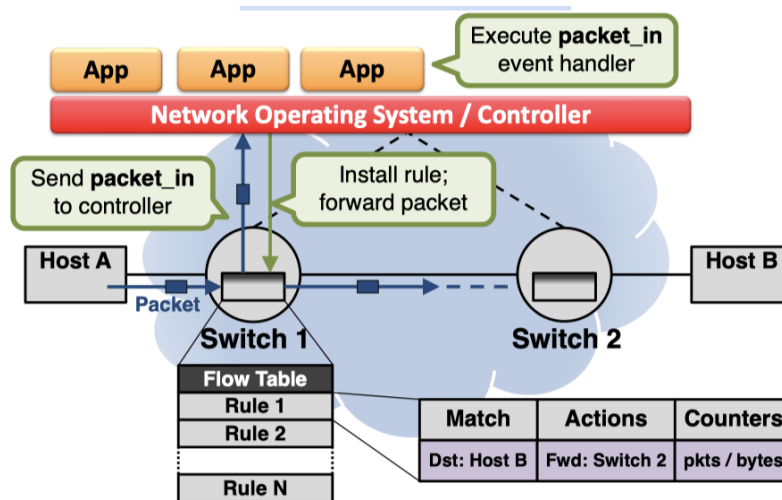 Execute packet_in
event handler
App
App
App
Network Operating System / Controller
Send packet_in
to controller
Install rule;
forward packet
Host A
Host B
Packet
Switch 1
Switch 2
Flow Table
Rule 1
Rule 2
Rule N
Match
Actions
Counters
Dst: Host B
Fwd: Switch 2
pkts / bytes